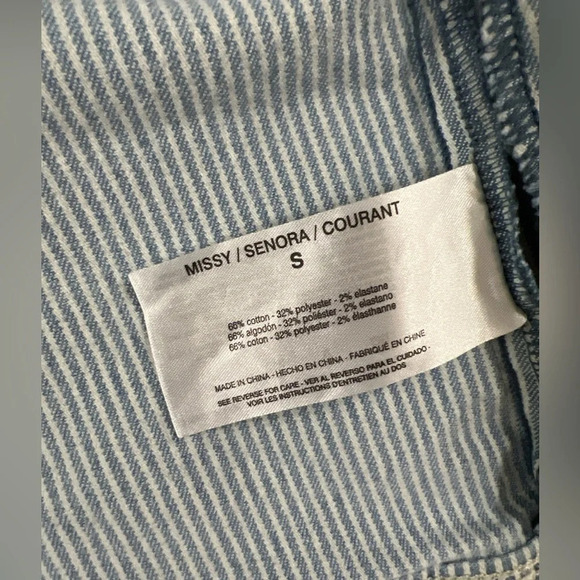 MISSY / SENORA / COURANT
S
66% cotton - 32% polyester - 2% elastane
66% algodón - 32% poliéster - 2% elastano
66% coton - 32% polyester - 2% élasthanne
MADE IN CHINA - HECHO EN CHINA - FABRIQUÉ EN CHINE
SEE REVERSE FOR CARE - VER AL REVERSO PARA EL CUIDADO -
VOIR LES INSTRUCTIONS D'ENTRETIEN AU DOS